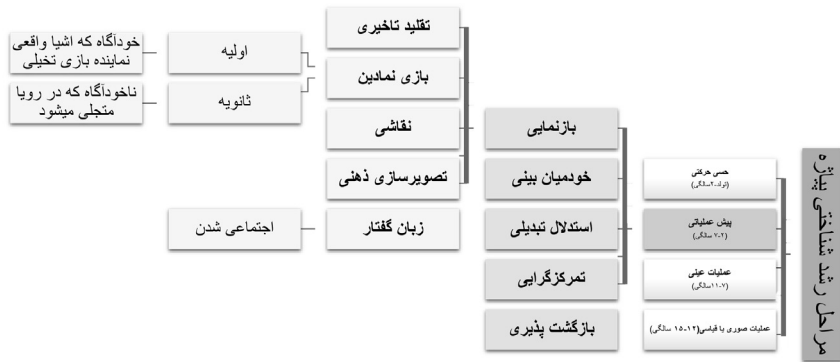 مراحل رشد شناختی پیاژه
حسی حرکتی
(تولد-۲سالگی)
پیش عملیاتی
(۲-۷ سالگی)
عملیات عینی
(۷-۱۱سالگی)
عملیات صوری یا قیاسی(۱۲-۱۵ سالگی)
بازنمایی
خودمیان بینی
استدلال تبدیلی
تمرکزگرایی
بازگشت پذیری
تقلید تاخیری
بازی نمادین
نقاشی
تصویرسازی ذهنی
زبان گفتار
اولیه
ثانویه
اجتماعی شدن
خودآگاه که اشیا واقعی
نماینده بازی تخیلی
ناخودآگاه که در رویا
متجلی میشود